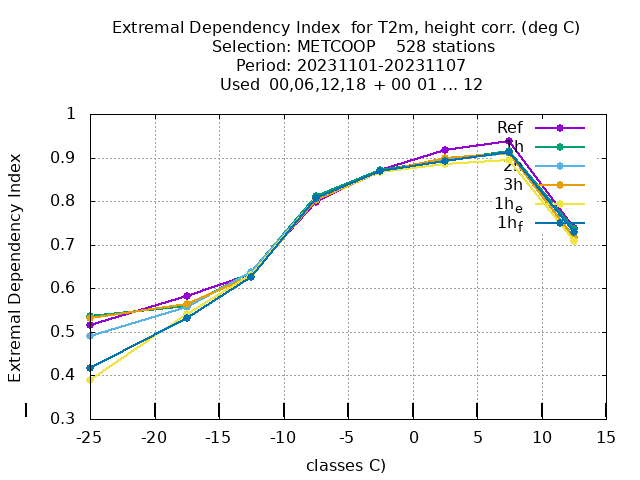 Extremal Dependency Index for T2m, height corr. (deg C)
Selection: METCOOP 528 stations
Period: 20231101-20231107
Used 00,06,12,18 + 00 01 ... 12
Extremal Dependency Index
1
0.9
0.8
0.7
0.6
0.5
0.4
0.3
-25
-20
-15
-10
-5
0
5
10
15
classes C)
Ref
h
2h
3h
1he
1hf